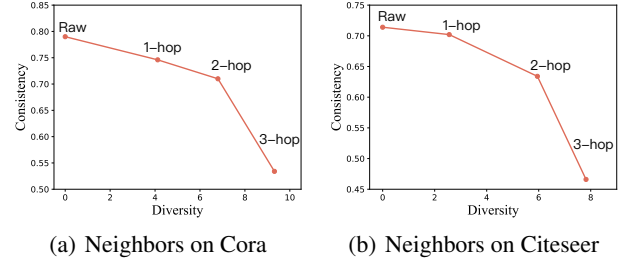 0.85
0.80
0.75
0.70
0.65
0.60
0.55
0.50
Consistency
Raw
1−hop
2−hop
3−hop
0
2
4
6
8
10
Diversity
(a) Neighbors on Cora
0.75
0.70
0.65
0.60
0.55
0.50
0.45
Consistency
Raw
1−hop
2−hop
3−hop
0
2
4
6
8
Diversity
(b) Neighbors on Citeseer